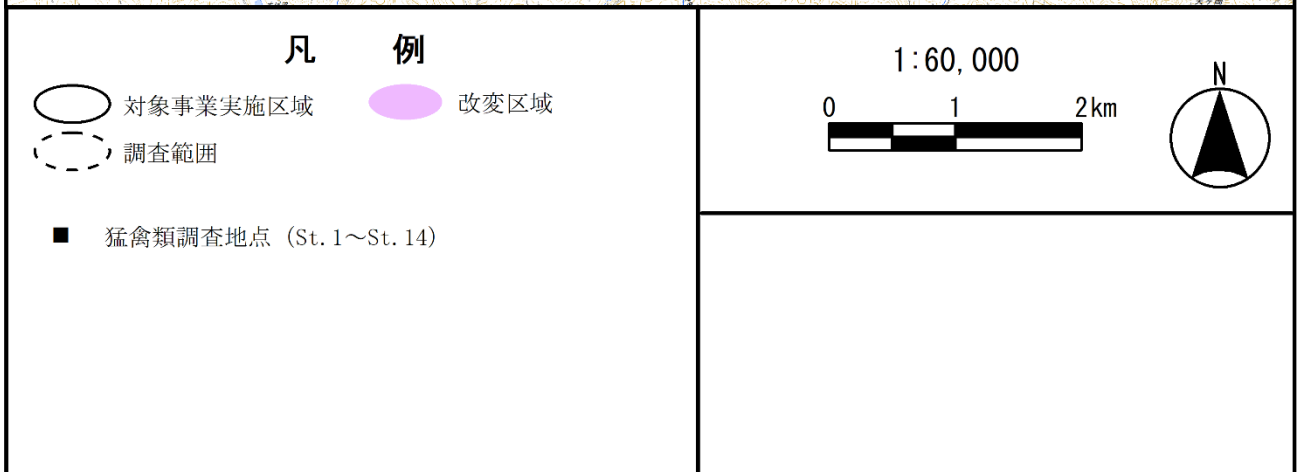 凡 例
対象事業実施区域 改変区域
調査範囲
■ 猛禽類調査地点 (St.1～St.14)
1:60,000
0 1 2km
N